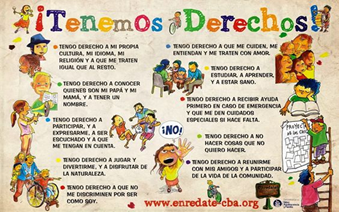 ¡Tenemos Derechos!
TENGO DERECHO A MI PROPIA
CULTURA, MI IDIOMA, MI
RELIGIÓN Y A QUE ME TRATEN
IGUAL AL RESTO.
TENGO DERECHO A CONOCER
QUIENES SON MI PAPÁ Y MI
MAMÁ, Y A TENER UN
NOMBRE.
TENGO DERECHO A
PARTICIPAR, Y A
EXPRESARME, A SER
ESCUCHADO Y A QUE
ME TENGAN EN CUENTA.
TENGO DERECHO A JUGAR Y
DIVERTIRME, Y A DISFRUTAR DE
LA NATURALEZA.
TENGO DERECHO A QUE NO
ME DISCRIMINEN POR SER
COMO SOY.
TENGO DERECHO A QUE ME CUIDEN, ME
ENTIENDAN Y ME TRATEN CON AMOR.
TENGO DERECHO A
ESTUDIAR, A APRENDER,
Y A ESTAR SANO.
TENGO DERECHO A RECIBIR AYUDA
PRIMERO EN CASO DE EMERGENCIA
Y QUE ME DEN CUIDADOS
ESPECIALES SI HACE FALTA.
¡NO!
TENGO DERECHO A NO
HACER COSAS QUE NO
QUIERO HACER.
TENGO DERECHO A REUNIRME
CON MIS AMIGOS Y A PARTICIPAR
DE LA VIDA DE LA COMUNIDAD.
www.enredatecba.org